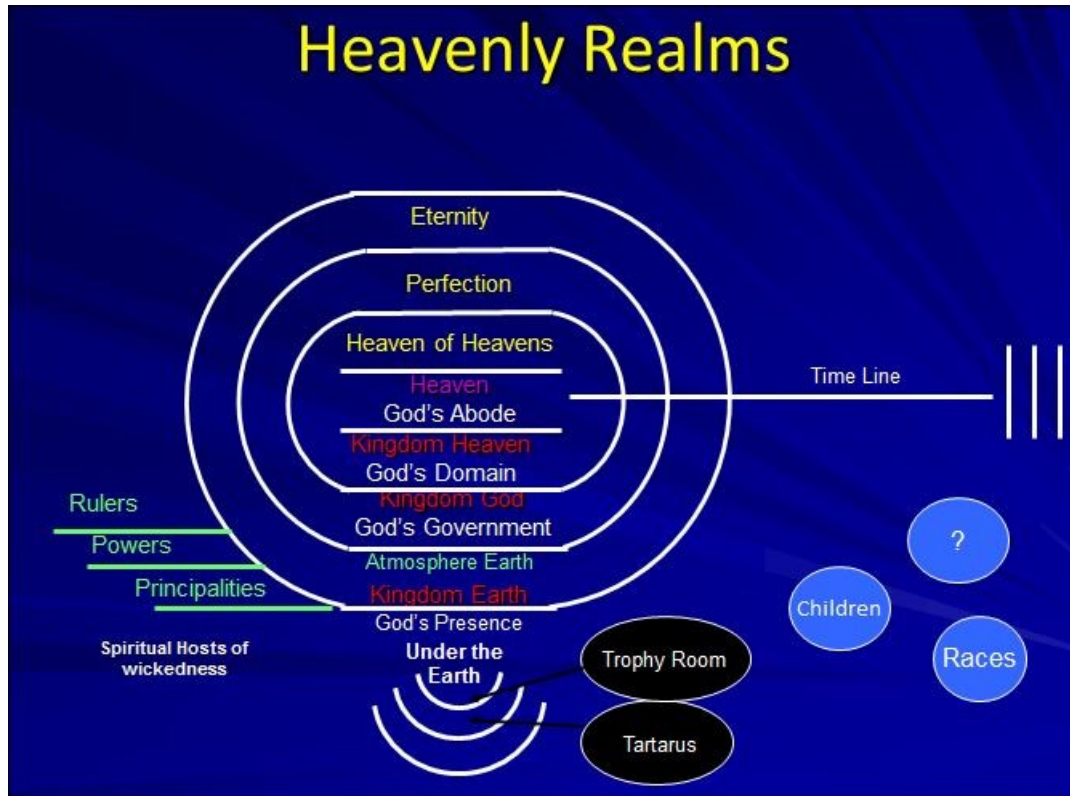 Heavenly Realms
Eternity
Perfection
Heaven of Heavens
Heaven
God's Abode
Kingdom Heaven
God's Domain
Kingdom God
God's Government
Atmosphere Earth
Kingdom Earth
God's Presence
Under the
Earth
Time Line
Rulers
Powers
Principalities
Spiritual Hosts of
wickedness
Trophy Room
Tartarus
?
Children
Races